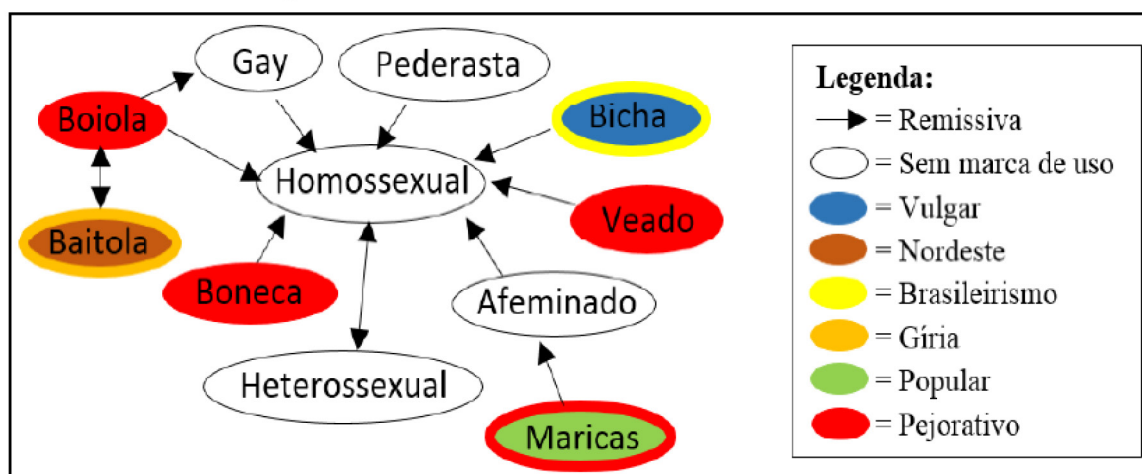 Gay
Pederasta
Boiola
Bicha
Homossexual
Veado
Baitola
Boneca
Afeminado
Heterossexual
Maricas
Legenda:
= Remissiva
= Sem marca de uso
= Vulgar
= Nordeste
= Brasileirismo
= Gíria
= Popular
= Pejorativo